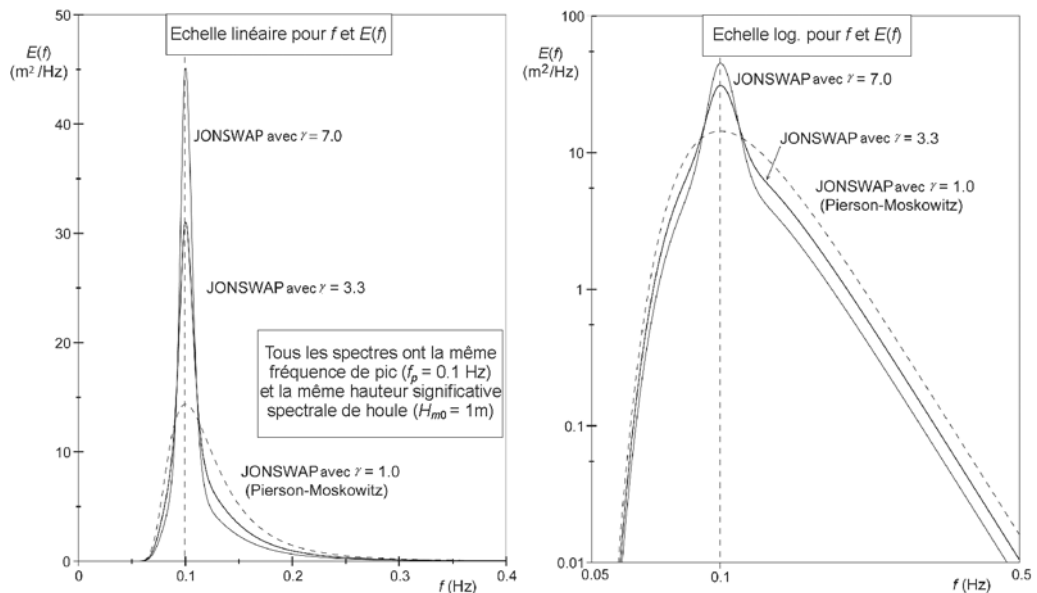 Echelle linéaire pour f et E(f)
E(f)
(m²/Hz)
50
40
30
20
10
0
0
0.1
0.2
0.3
0.4
f (Hz)
JONSWAP avec γ = 7.0
JONSWAP avec γ = 3.3
Tous les spectres ont la même
fréquence de pic (fp = 0.1 Hz)
et la même hauteur significative
spectrale de houle (Hm0 = 1m)
JONSWAP avec γ = 1.0
(Pierson-Moskowitz)
Echelle log. pour f et E(f)
E(f)
(m²/Hz)
100
10
1
0.1
0.01
0.05
0.1
0.5
f (Hz)
JONSWAP avec γ = 7.0
JONSWAP avec γ = 3.3
JONSWAP avec γ = 1.0
(Pierson-Moskowitz)